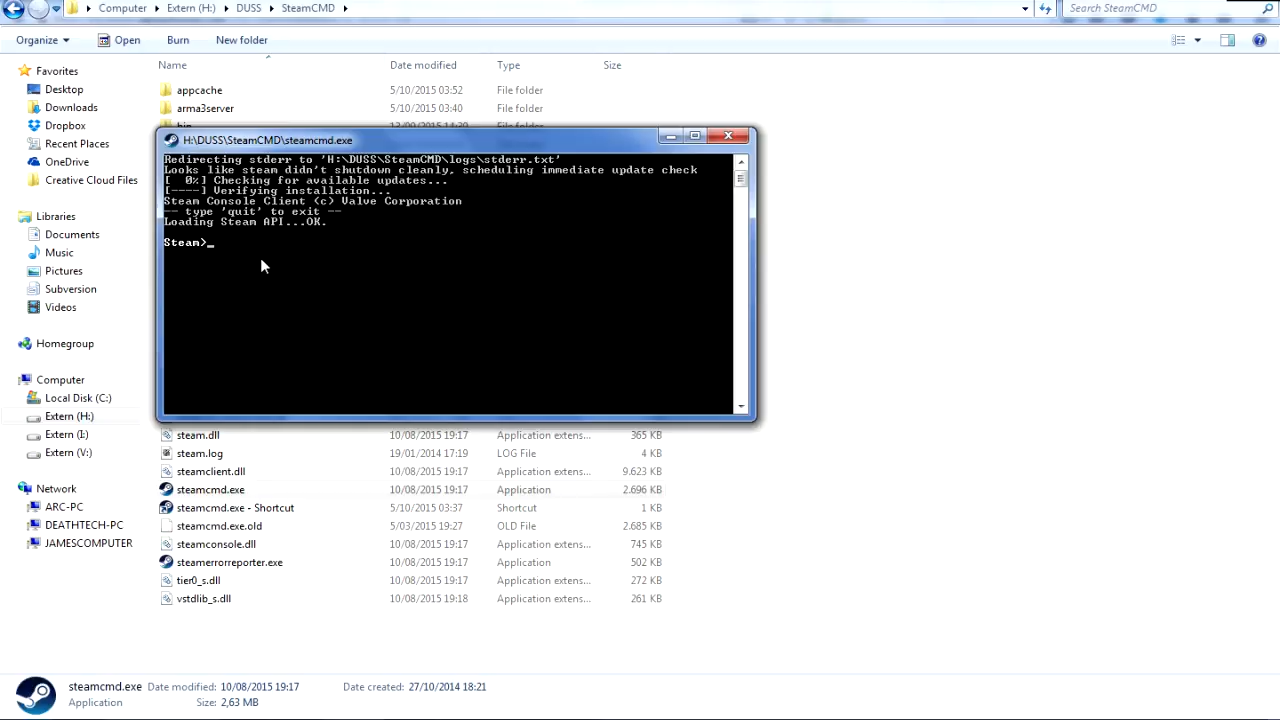 Computer Extern (H:) DUSS SteamCMD Search SteamCMD
Organize Open Burn New folder
Name Date modified Type Size
Favorites
Desktop
Downloads
Dropbox
Recent Places
OneDrive
Creative Cloud Files
Libraries
Documents
Music
Pictures
Subversion
Videos
Homegroup
Computer
Local Disk (C:)
Extern (H:)
Extern (I:)
Extern (V:)
Network
ARC-PC
DEATHTECH-PC
JAMESCOMPUTER
appcache 5/10/2015 03:52 File folder
arma3server 5/10/2015 03:40 File folder
H:\DUSS\SteamCMD\steamcmd.exe
Redirecting stderr to 'H:\DUSS\SteamCMD\logs\stderr.txt'
Looks like steam didn't shutdown cleanly, scheduling immediate update check
[ 0%] Checking for available updates...
[----] Verifying installation...
Steam Console Client (c) Valve Corporation
-- type 'quit' to exit --
Loading Steam API...OK.
Steam>_
steam.dll 10/08/2015 19:17 Application extens... 365 KB
steam.log 19/01/2014 17:19 LOG File 4 KB
steamclient.dll 10/08/2015 19:17 Application extens... 9.623 KB
steamcmd.exe 10/08/2015 19:17 Application 2.696 KB
steamcmd.exe - Shortcut 5/10/2015 03:37 Shortcut 1 KB
steamcmd.exe.old 5/03/2015 19:27 OLD File 2.685 KB
steamconsole.dll 10/08/2015 19:17 Application extens... 745 KB
steamerrorreporter.exe 10/08/2015 19:17 Application 502 KB
tier0_s.dll 10/08/2015 19:17 Application extens... 272 KB
vstdlib_s.dll 10/08/2015 19:18 Application extens... 261 KB
steamcmd.exe Date modified: 10/08/2015 19:17 Date created: 27/10/2014 18:21
Application Size: 2,63 MB